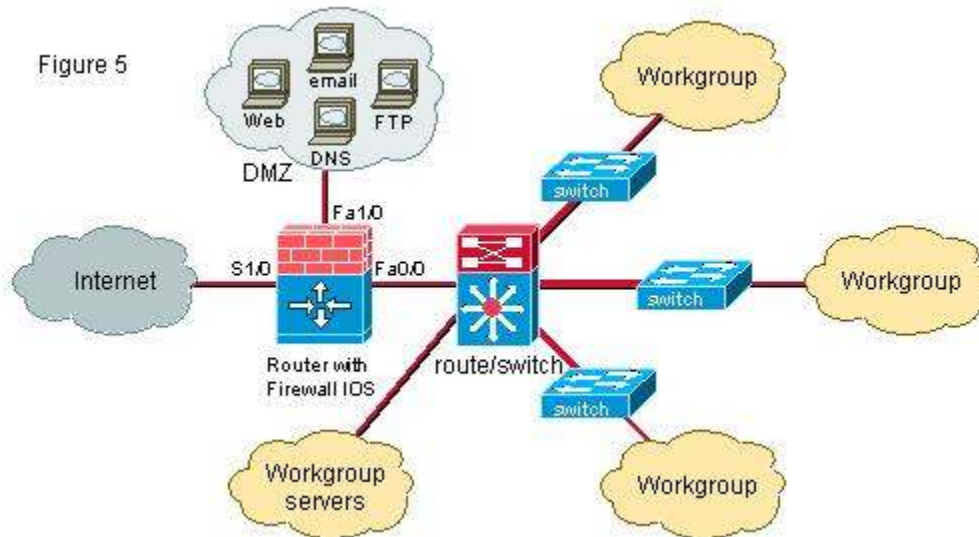 Figure 5
email
Web
FTP
DNS
DMZ
Fa1/0
Internet
S1/0
Fa0/0
Router with
Firewall IOS
route/switch
switch
Workgroup
switch
Workgroup
switch
Workgroup
Workgroup
servers